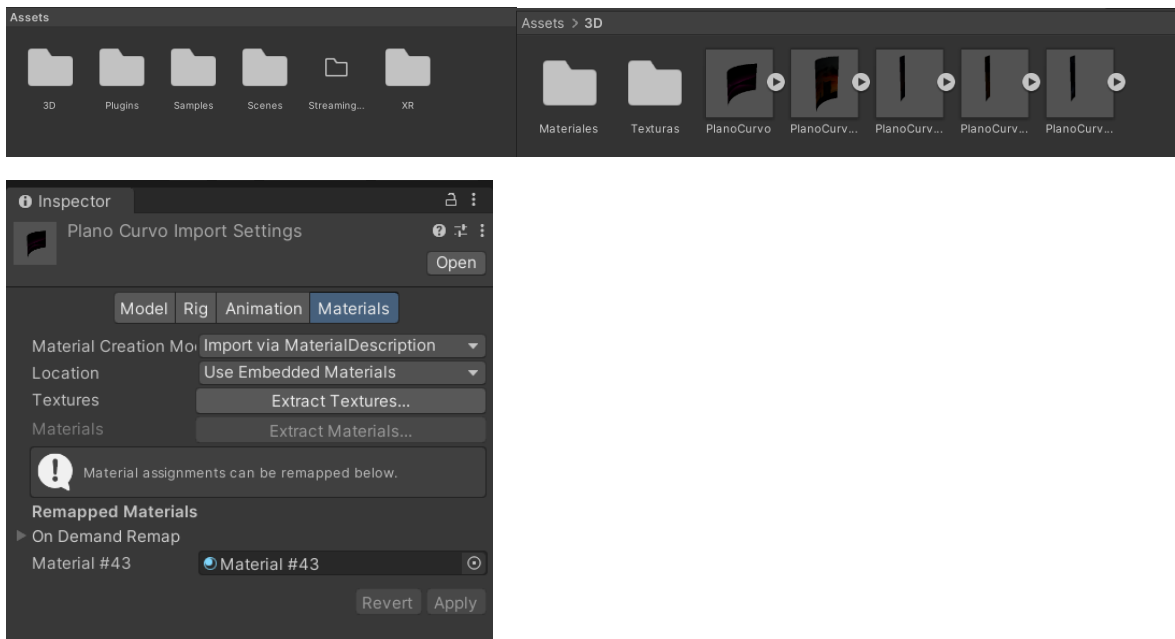 Assets
3D Plugins Samples Scenes Streaming... XR
Assets > 3D
Materiales Texturas PlanoCurvo PlanoCurv... PlanoCurv... PlanoCurv... PlanoCurv...
Inspector
Plano Curvo Import Settings
Open
Model Rig Animation Materials
Material Creation Mo Import via MaterialDescription
Location Use Embedded Materials
Textures Extract Textures...
Materials Extract Materials...
Material assignments can be remapped below.
Remapped Materials
On Demand Remap
Material #43 Material #43
Revert Apply